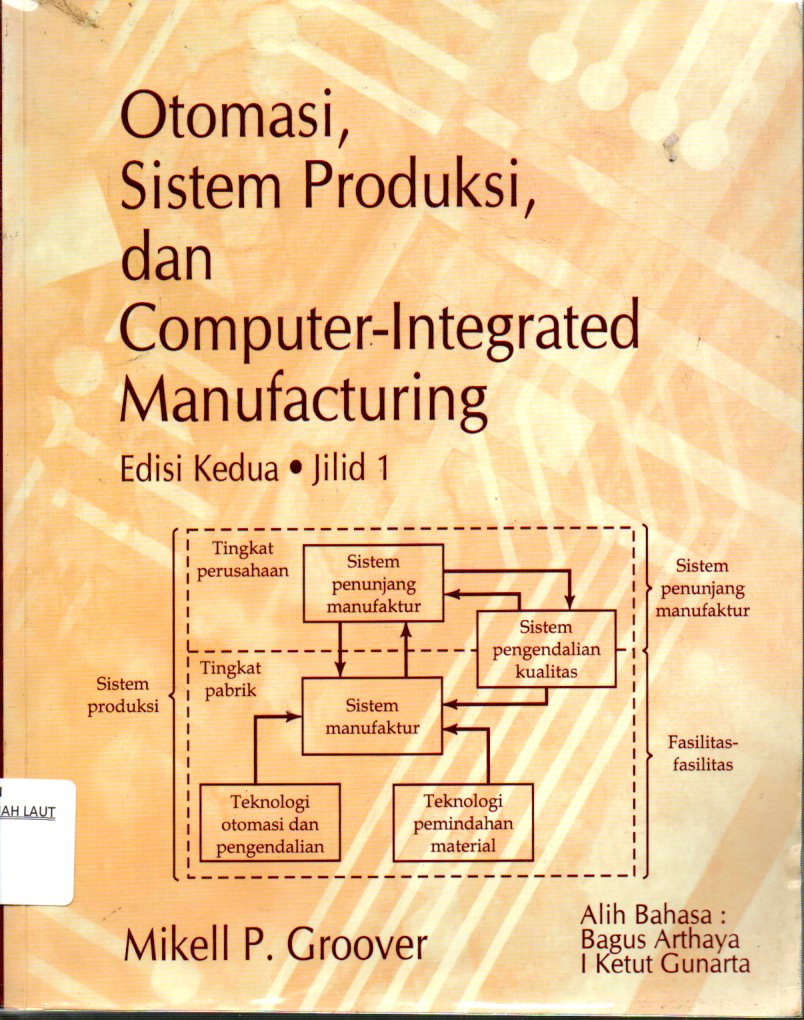 Otomasi,
Sistem Produksi,
dan
Computer-Integrated
Manufacturing
Edisi Kedua • Jilid 1
Tingkat
perusahaan
Sistem
penunjang
manufaktur
Sistem
penunjang
manufaktur
Sistem
pengendalian
kualitas
Tingkat
pabrik
Sistem
produksi
Sistem
manufaktur
Fasilitas-
fasilitas
Teknologi
otomasi dan
pengendalian
Teknologi
pemindahan
material
LAUT
Mikell P. Groover
Alih Bahasa :
Bagus Arthaya
I Ketut Gunarta